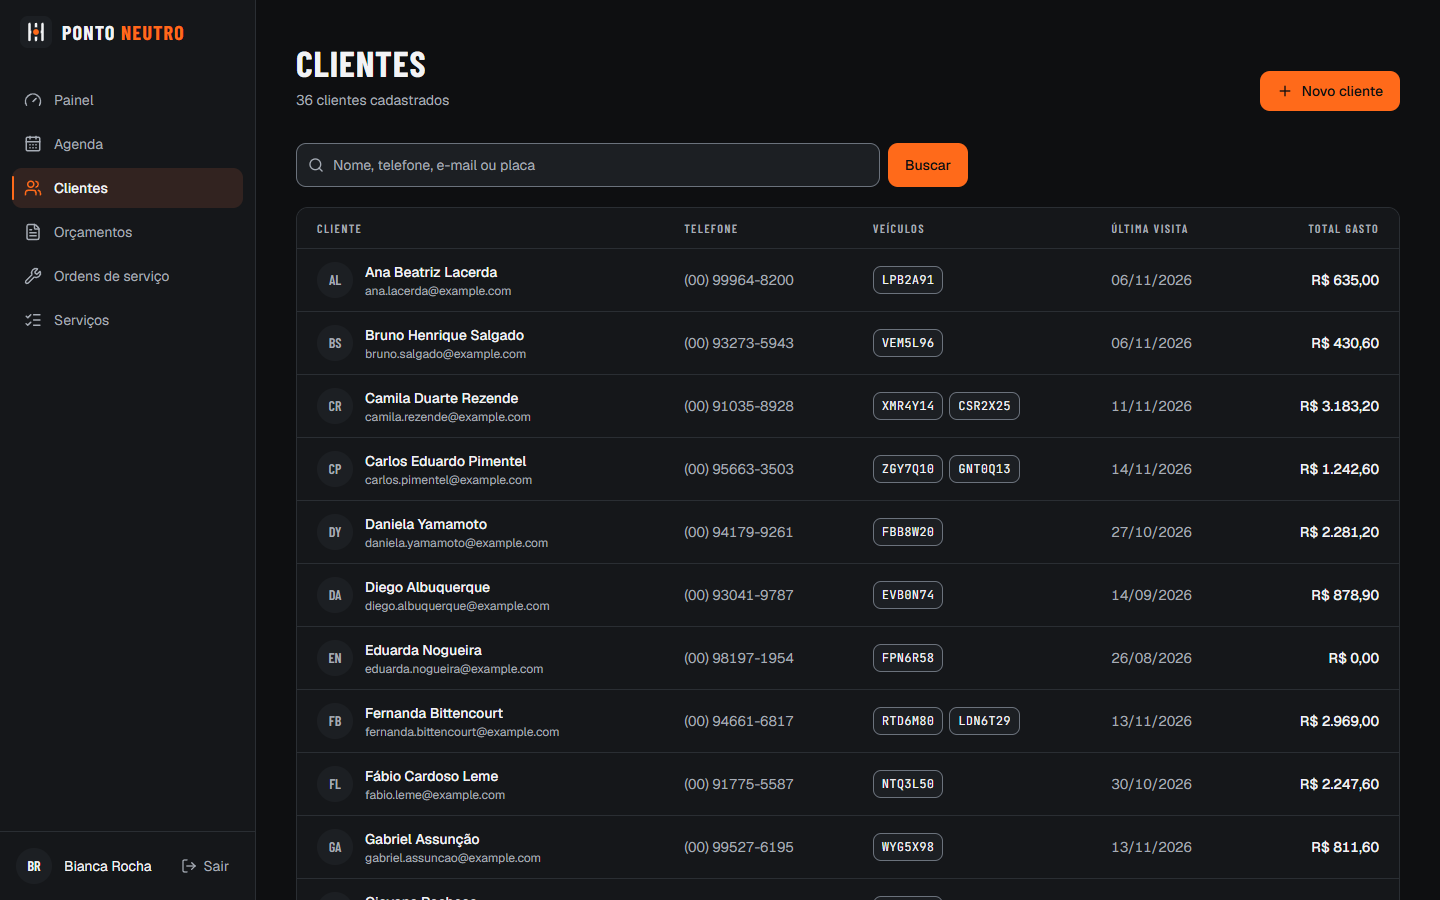 PONTO NEUTRO
Painel
Agenda
Clientes
Orçamentos
Ordens de serviço
Serviços
BR Bianca Rocha Sair
CLIENTES
36 clientes cadastrados
Novo cliente
Nome, telefone, e-mail ou placa
Buscar
CLIENTE TELEFONE VEÍCULOS ÚLTIMA VISITA TOTAL GASTO
AL Ana Beatriz Lacerda (00) 99964-8200 LPB2A91 06/11/2026 R$ 635,00
ana.lacerda@example.com
BS Bruno Henrique Salgado (00) 93273-5943 VEM5L96 06/11/2026 R$ 430,60
bruno.salgado@example.com
CR Camila Duarte Rezende (00) 91035-8928 XMR4Y14 CSR2X25 11/11/2026 R$ 3.183,20
camila.rezende@example.com
CP Carlos Eduardo Pimentel (00) 95663-3503 ZGY7Q10 GNT0Q13 14/11/2026 R$ 1.242,60
carlos.pimentel@example.com
DY Daniela Yamamoto (00) 94179-9261 FBB8W20 27/10/2026 R$ 2.281,20
daniela.yamamoto@example.com
DA Diego Albuquerque (00) 93041-9787 EVB0N74 14/09/2026 R$ 878,90
diego.albuquerque@example.com
EN Eduarda Nogueira (00) 98197-1954 FPN6R58 26/08/2026 R$ 0,00
eduarda.nogueira@example.com
FB Fernanda Bittencourt (00) 94661-6817 RTD6M80 LDN6T29 13/11/2026 R$ 2.969,00
fernanda.bittencourt@example.com
FL Fábio Cardoso Leme (00) 91775-5587 NTQ3L50 30/10/2026 R$ 2.247,60
fabio.leme@example.com
GA Gabriel Assunção (00) 99527-6195 WYG5X98 13/11/2026 R$ 811,60
gabriel.assuncao@example.com